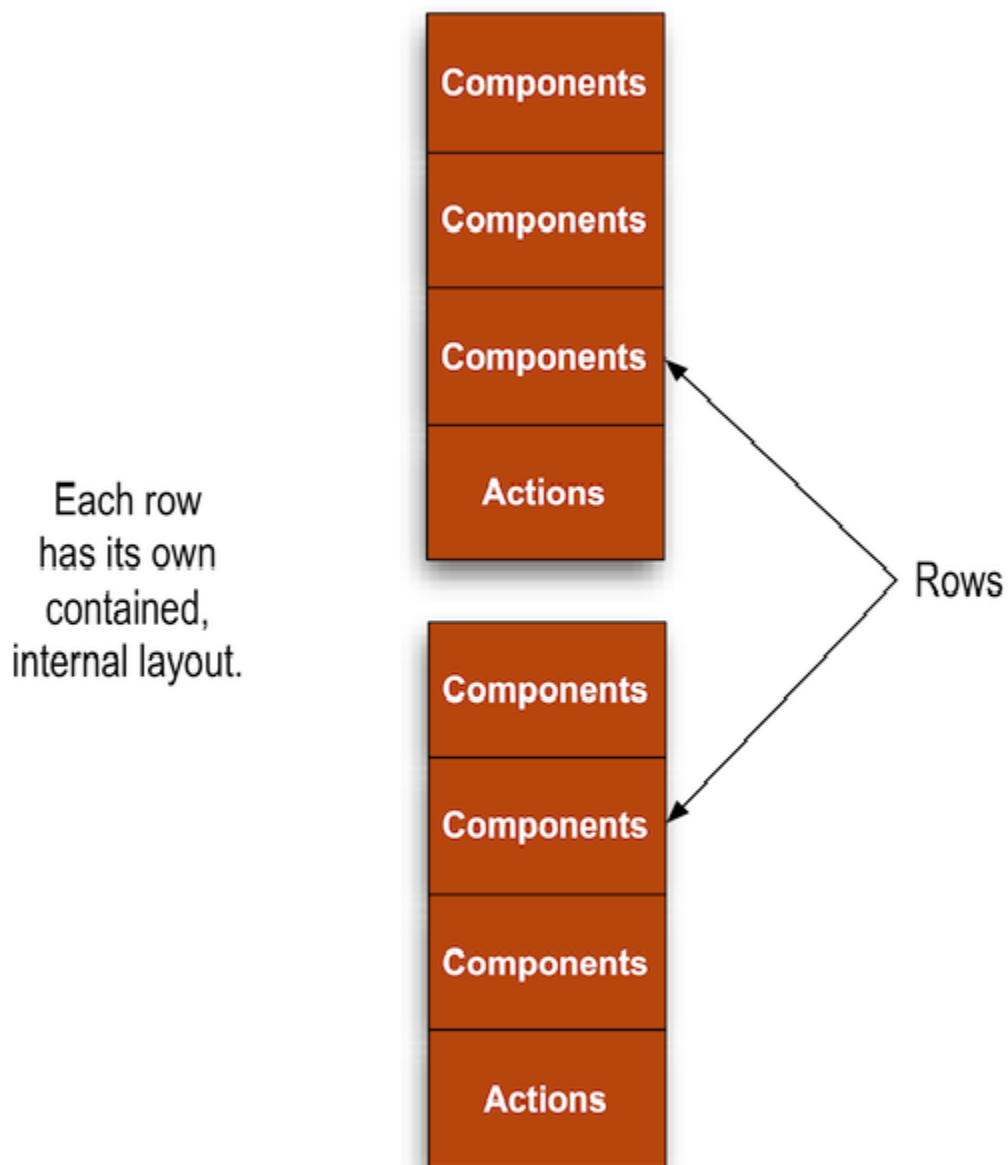 Components
Components
Components
Actions
Each row
has its own
contained,
internal layout.
Rows
Components
Components
Components
Actions